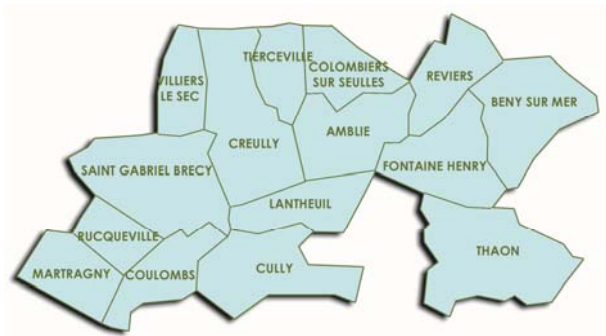 TIERCEVILLE
COLOMBIERS
SUR SEULLES
VILLIERS
LE SEC
REVIERS
BENY SUR MER
CREULLY
AMBLIE
FONTAINE HENRY
SAINT GABRIEL BRECY
LANTHEUIL
RUCQUEVILLE
THAON
MARTRAGNY
COULOMBS
CULLY